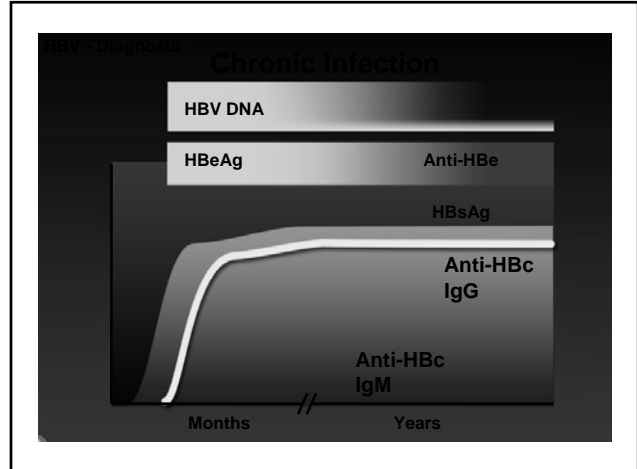 HBV - Diagnosis
Chronic Infection
HBV DNA
HBeAg Anti-HBe
HBsAg
Anti-HBc
IgG
Anti-HBc
IgM
Months Years